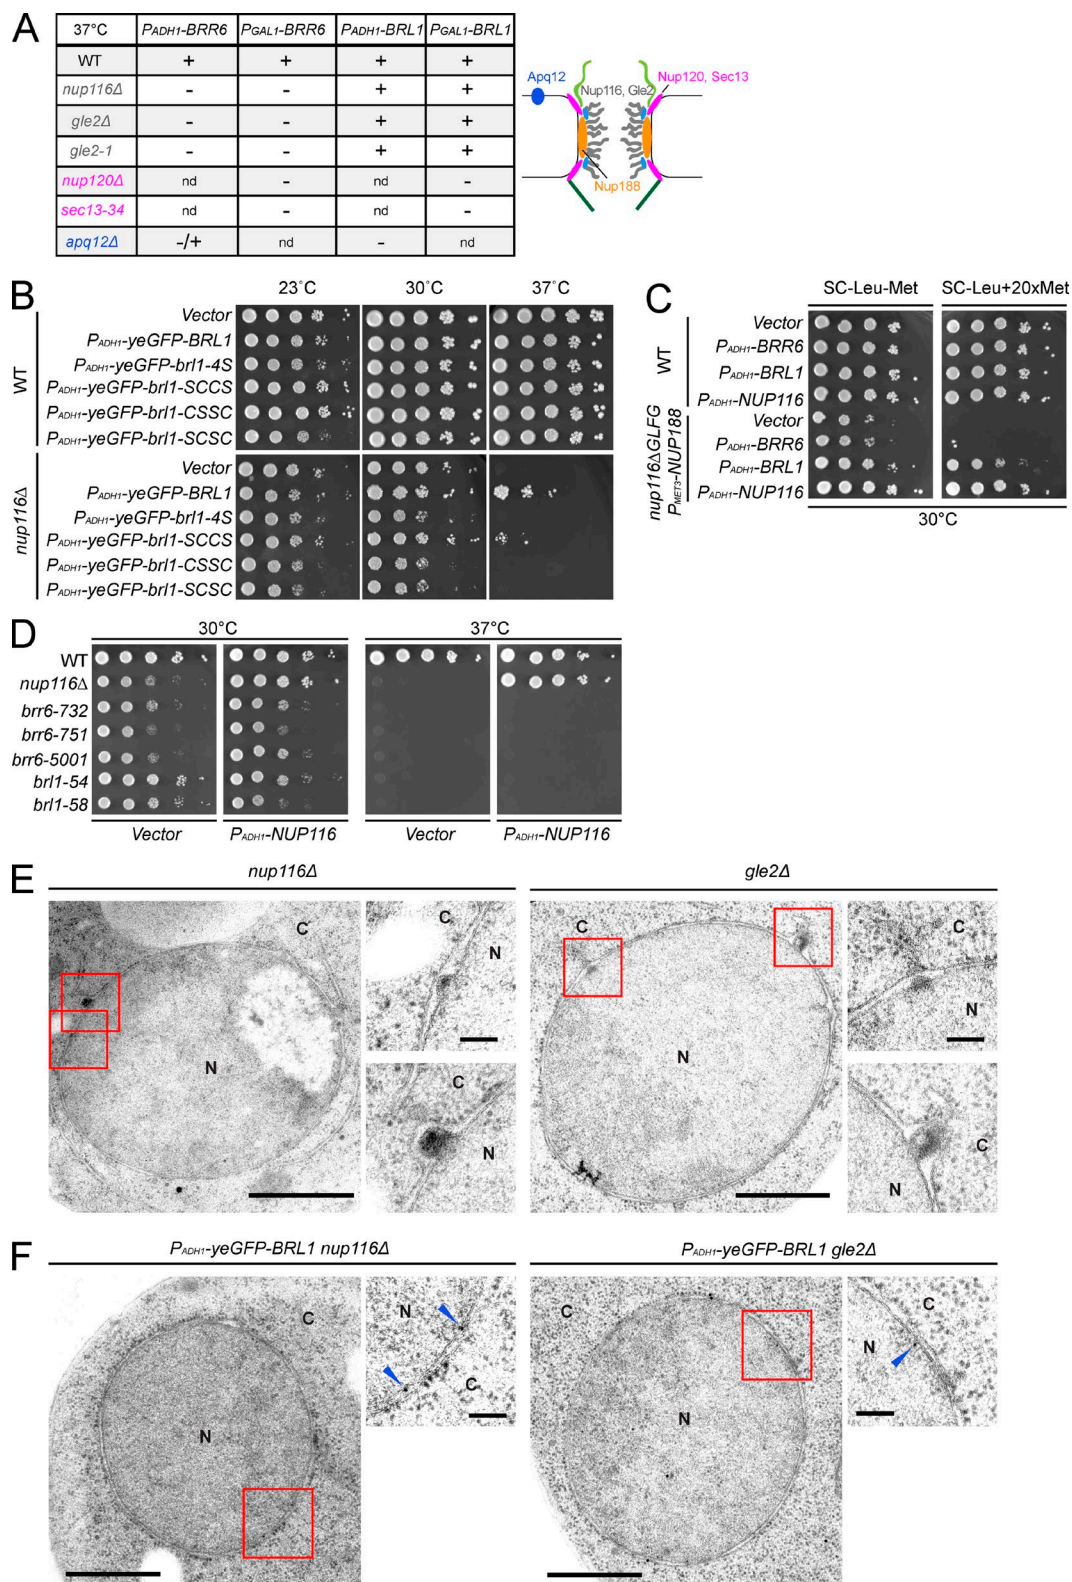 A
37°C PADH1-BRR6 PGAL1-BRR6 PADH1-BRL1 PGAL1-BRL1
WT + + + +
nup116Δ - - + +
gle2Δ - - + +
gle2-1 - - + +
nup120Δ nd - nd -
sec13-34 nd - nd -
apq12Δ -/+ nd - nd
Apq12
Nup116, Gle2
Nup120, Sec13
Nup188
B
23°C 30°C 37°C
WT
Vector
PADH1-yeGFP-BRL1
PADH1-yeGFP-brl1-4S
PADH1-yeGFP-brl1-SCCS
PADH1-yeGFP-brl1-CSSC
PADH1-yeGFP-brl1-SCSC
nup116Δ
Vector
PADH1-yeGFP-BRL1
PADH1-yeGFP-brl1-4S
PADH1-yeGFP-brl1-SCCS
PADH1-yeGFP-brl1-CSSC
PADH1-yeGFP-brl1-SCSC
C
SC-Leu-Met SC-Leu+20xMet
WT
Vector
PADH1-BRR6
PADH1-BRL1
PADH1-NUP116
nup116ΔGLFG
PMET3-NUP188
Vector
PADH1-BRR6
PADH1-BRL1
PADH1-NUP116
30°C
D
30°C 37°C
WT
nup116Δ
brr6-732
brr6-751
brr6-5001
brl1-54
brl1-58
Vector PADH1-NUP116 Vector PADH1-NUP116
E
nup116Δ gle2Δ
C
N
C
N
C
N
C
N
C
N
C
N
F
PADH1-yeGFP-BRL1 nup116Δ PADH1-yeGFP-BRL1 gle2Δ
C
N
N
C
C
N
C
N